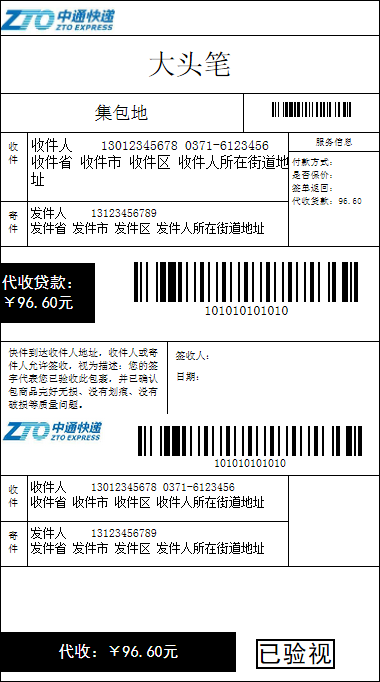 ZTO 中通快递
ZTO EXPRESS
大头笔
集包地
收件
收件人 13012345678 0371-6123456
收件省 收件市 收件区 收件人所在街道地址
服务信息
付款方式:
是否保价:
签单返回:
代收货款: 96.60
寄件
发件人 13123456789
发件省 发件市 发件区 发件人所在街道地址
代收贷款:
￥96.60元
101010101010
快件到达收件人地址, 收件人或寄
件人允许签收, 视为描述: 您的签
字代表您已验收此包裹, 并已确认
包商品完好无损、没有划痕、没有
破损等质量问题。
签收人:
日期:
ZTO 中通快递
ZTO EXPRESS
101010101010
收件
收件人 13012345678 0371-6123456
收件省 收件市 收件区 收件人所在街道地址
寄件
发件人 13123456789
发件省 发件市 发件区 发件人所在街道地址
代收: ￥96.60元
已验视